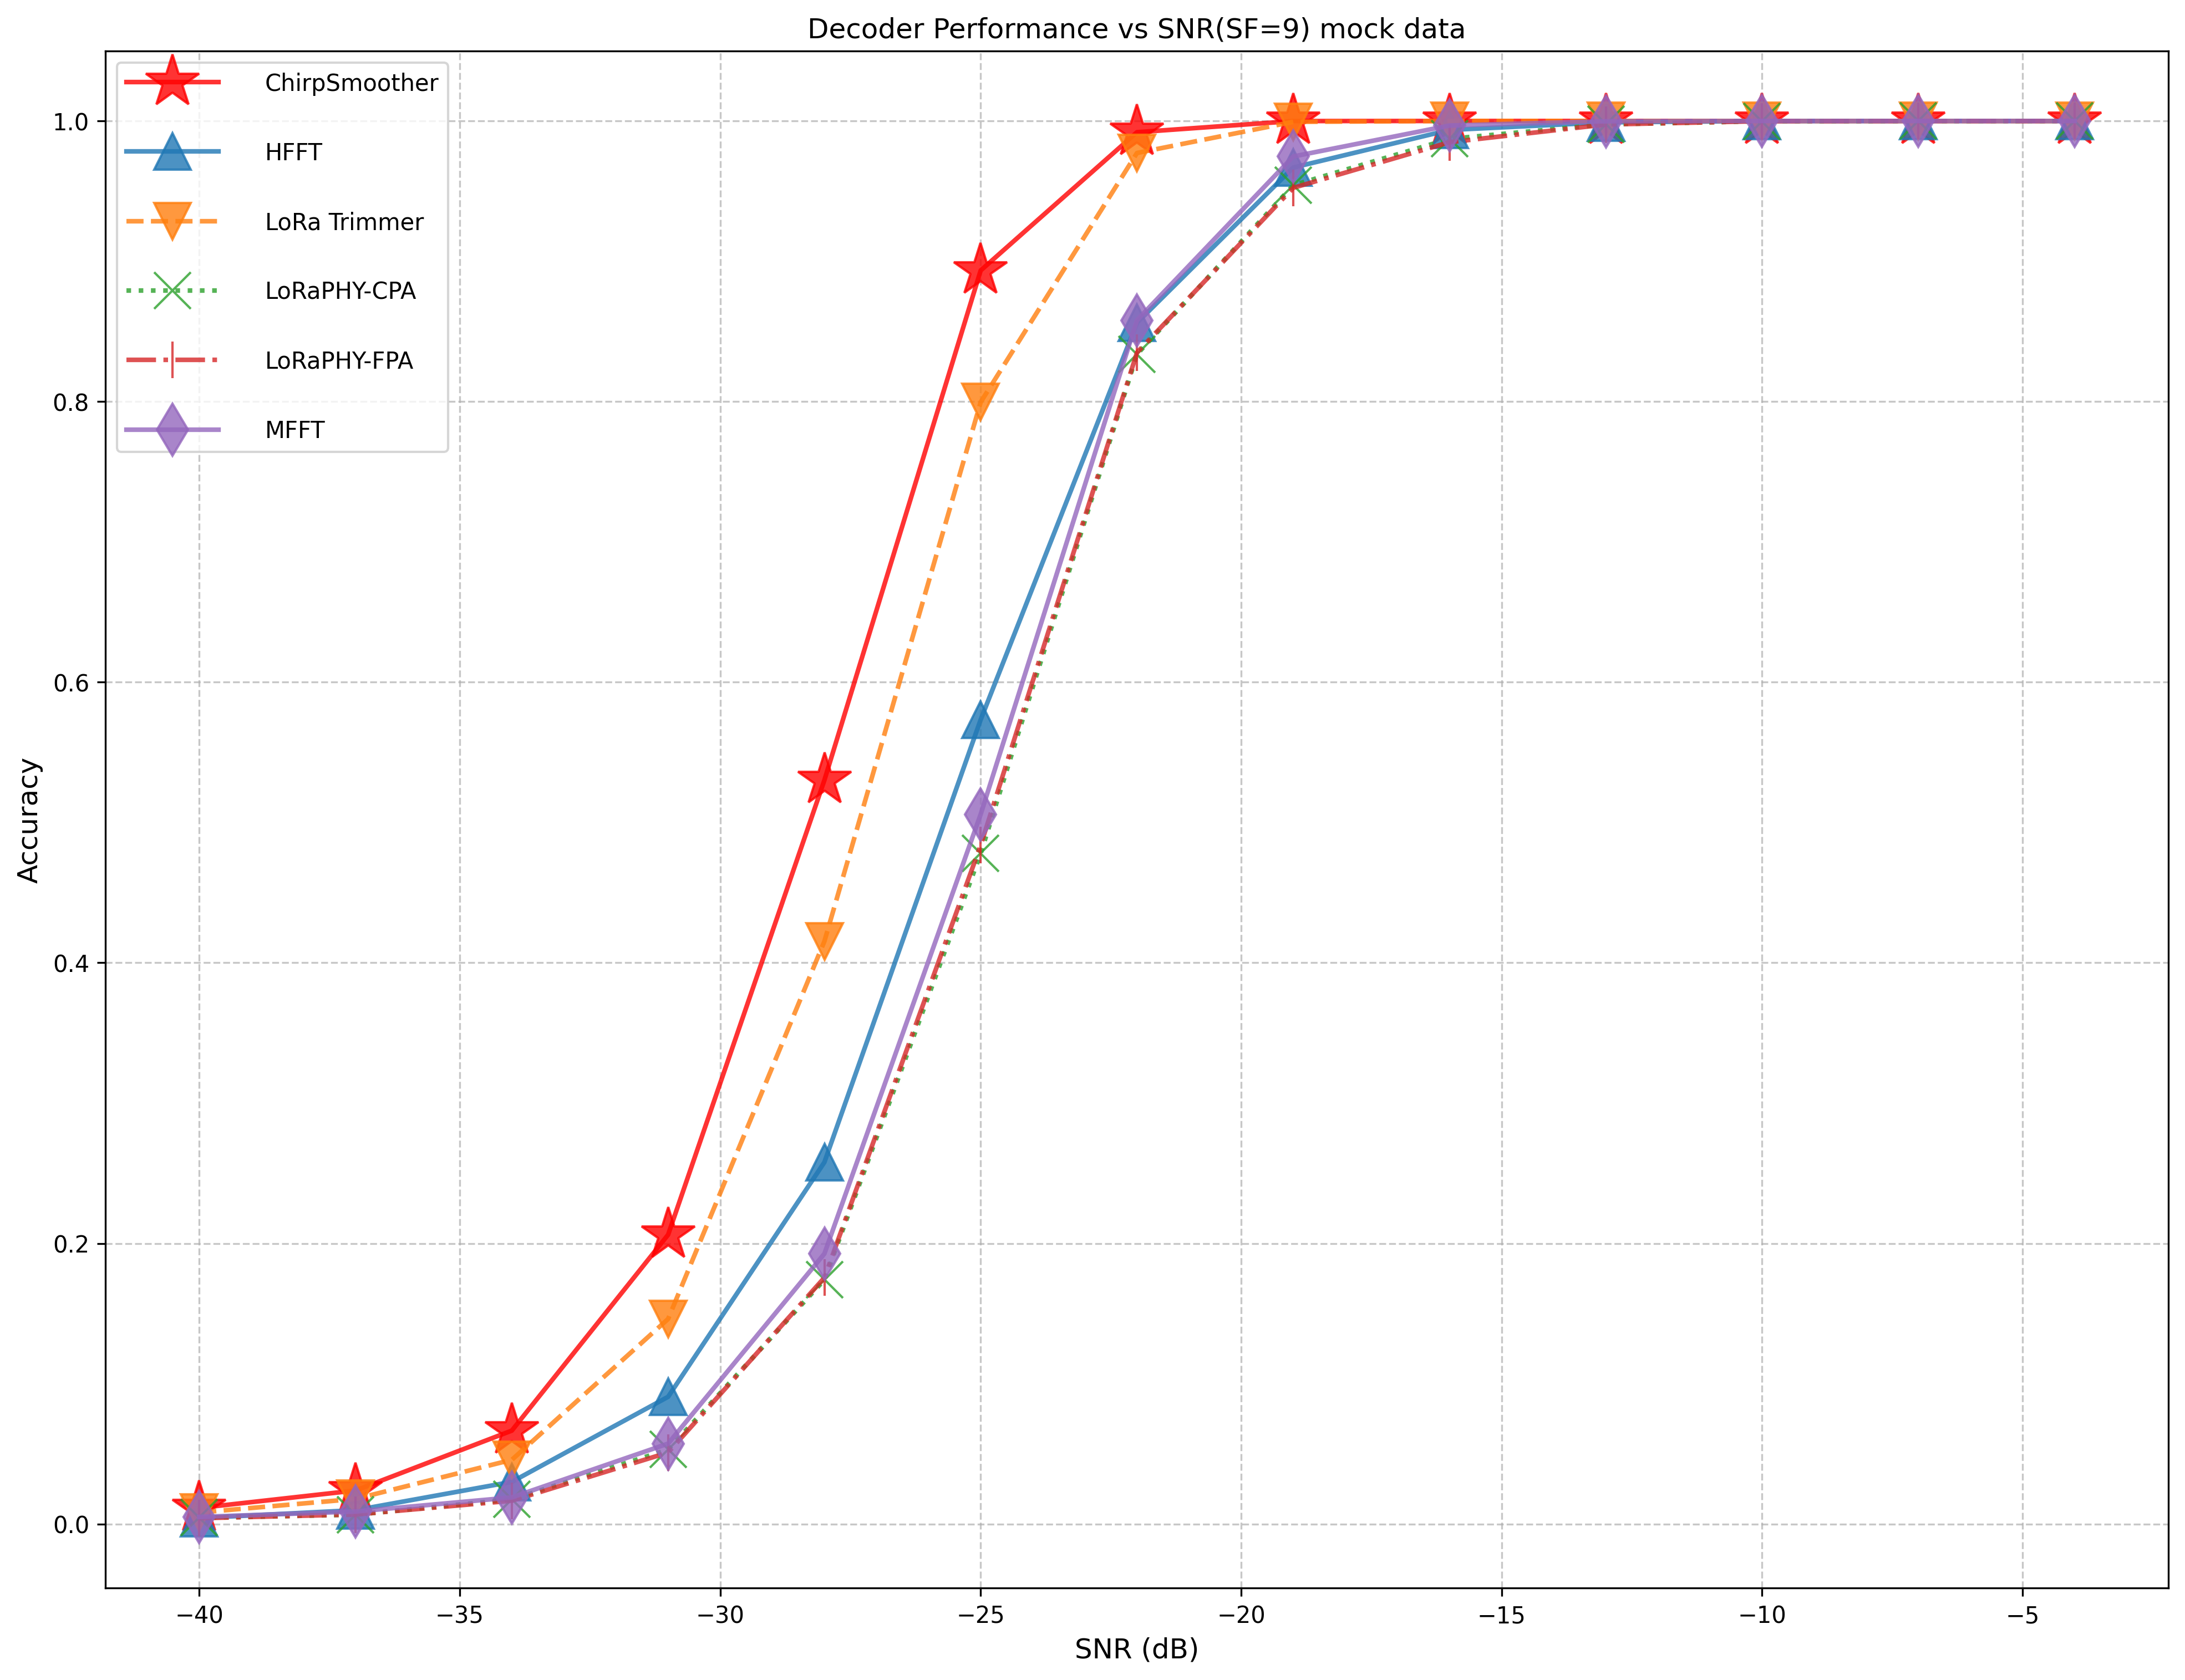 Decoder Performance vs SNR(SF=9) mock data
ChirpSmoother
HFFT
LoRa Trimmer
LoRaPHY-CPA
LoRaPHY-FPA
MFFT
Accuracy
1.0
0.8
0.6
0.4
0.2
0.0
−40
−35
−30
−25
−20
−15
−10
−5
SNR (dB)